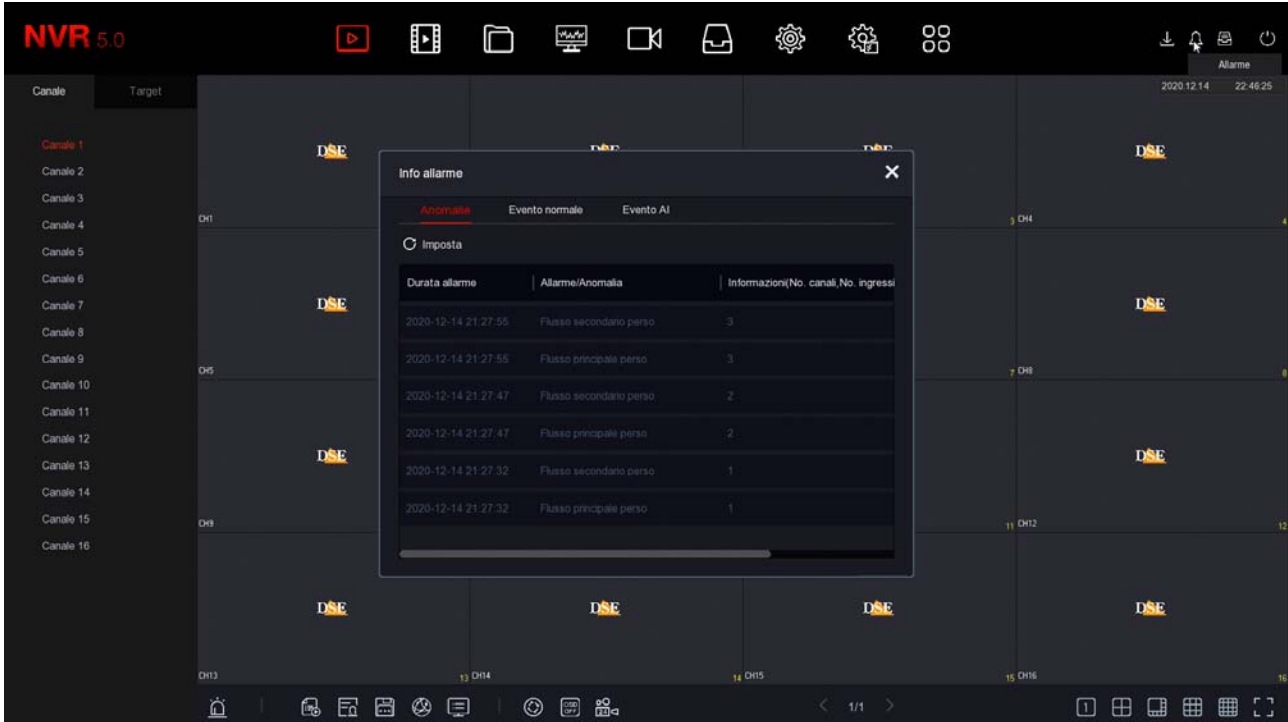 NVR 5.0
Allarme
Canale Target
2020.12.14 22:46:25
Canale 1
Canale 2
Canale 3
Canale 4
Canale 5
Canale 6
Canale 7
Canale 8
Canale 9
Canale 10
Canale 11
Canale 12
Canale 13
Canale 14
Canale 15
Canale 16
DSE DSE DSE DSE
Info allarme
Anomalie Evento normale Evento AI
Imposta
Durata allarme Allarme/Anomalia Informazioni(No. canali,No. ingressi
2020-12-14 21:27:55 Flusso secondario perso 3
2020-12-14 21:27:55 Flusso principale perso 3
2020-12-14 21:27:47 Flusso secondario perso 2
2020-12-14 21:27:47 Flusso principale perso 2
2020-12-14 21:27:32 Flusso secondario perso 1
2020-12-14 21:27:32 Flusso principale perso 1
CH1 3 CH4 4
DSE DSE
CH5 7 CH8 8
DSE DSE
CH9 11 CH12 12
DSE DSE DSE DSE
CH13 13 CH14 14 CH15 15 CH16 16
OSD OFF 24 1/1 1